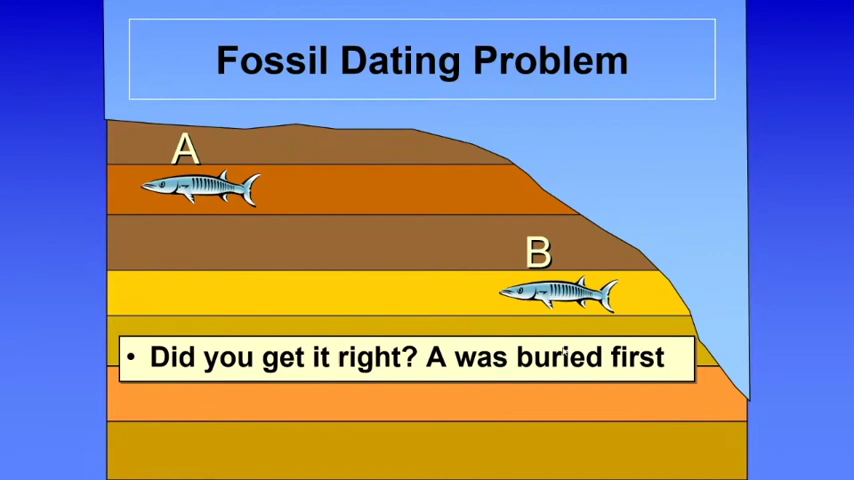 Fossil Dating Problem
A
B
• Did you get it right? A was buried first